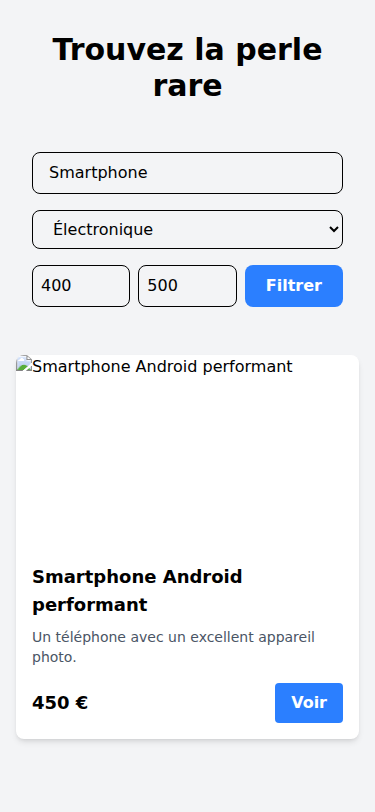 Trouvez la perle
rare
Smartphone
Électronique
400 500 Filtrer
Smartphone Android performant
Smartphone Android
performant
Un téléphone avec un excellent appareil
photo.
450 € Voir